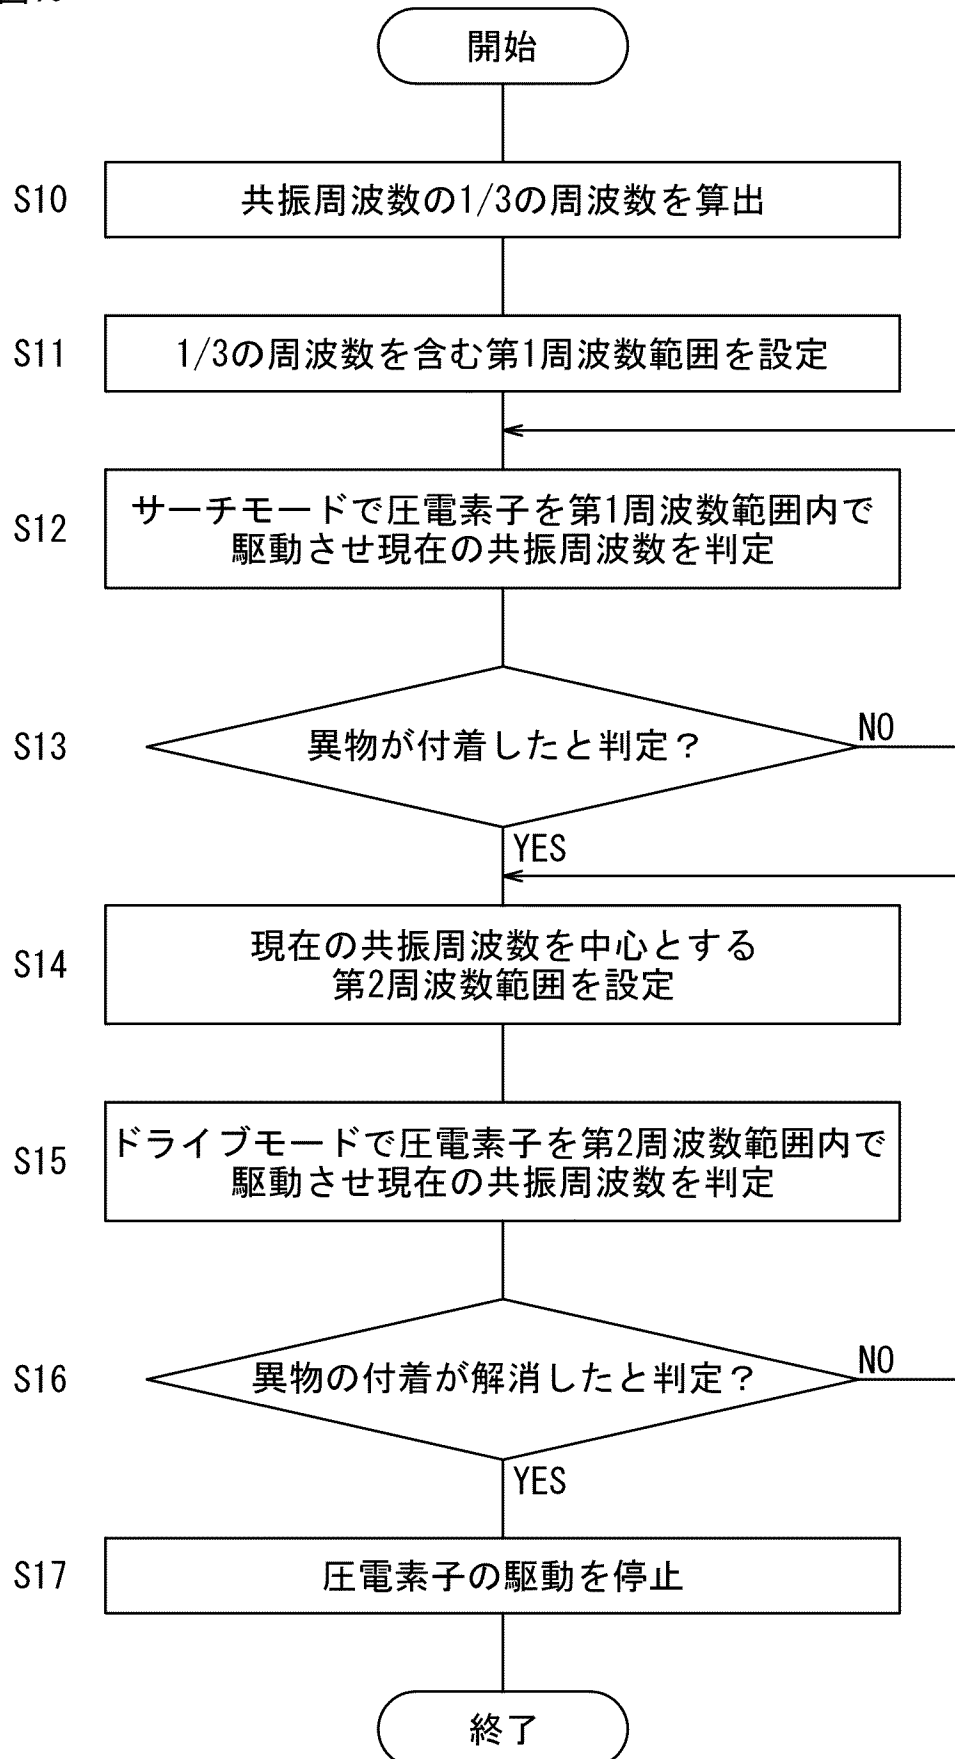 開始
S10
共振周波数の1/3の周波数を算出
S11
1/3の周波数を含む第1周波数範囲を設定
S12
サーチモードで圧電素子を第1周波数範囲内で
駆動させ現在の共振周波数を判定
S13
異物が付着したと判定？
NO
YES
S14
現在の共振周波数を中心とする
第2周波数範囲を設定
S15
ドライブモードで圧電素子を第2周波数範囲内で
駆動させ現在の共振周波数を判定
S16
異物の付着が解消したと判定？
NO
YES
S17
圧電素子の駆動を停止
終了